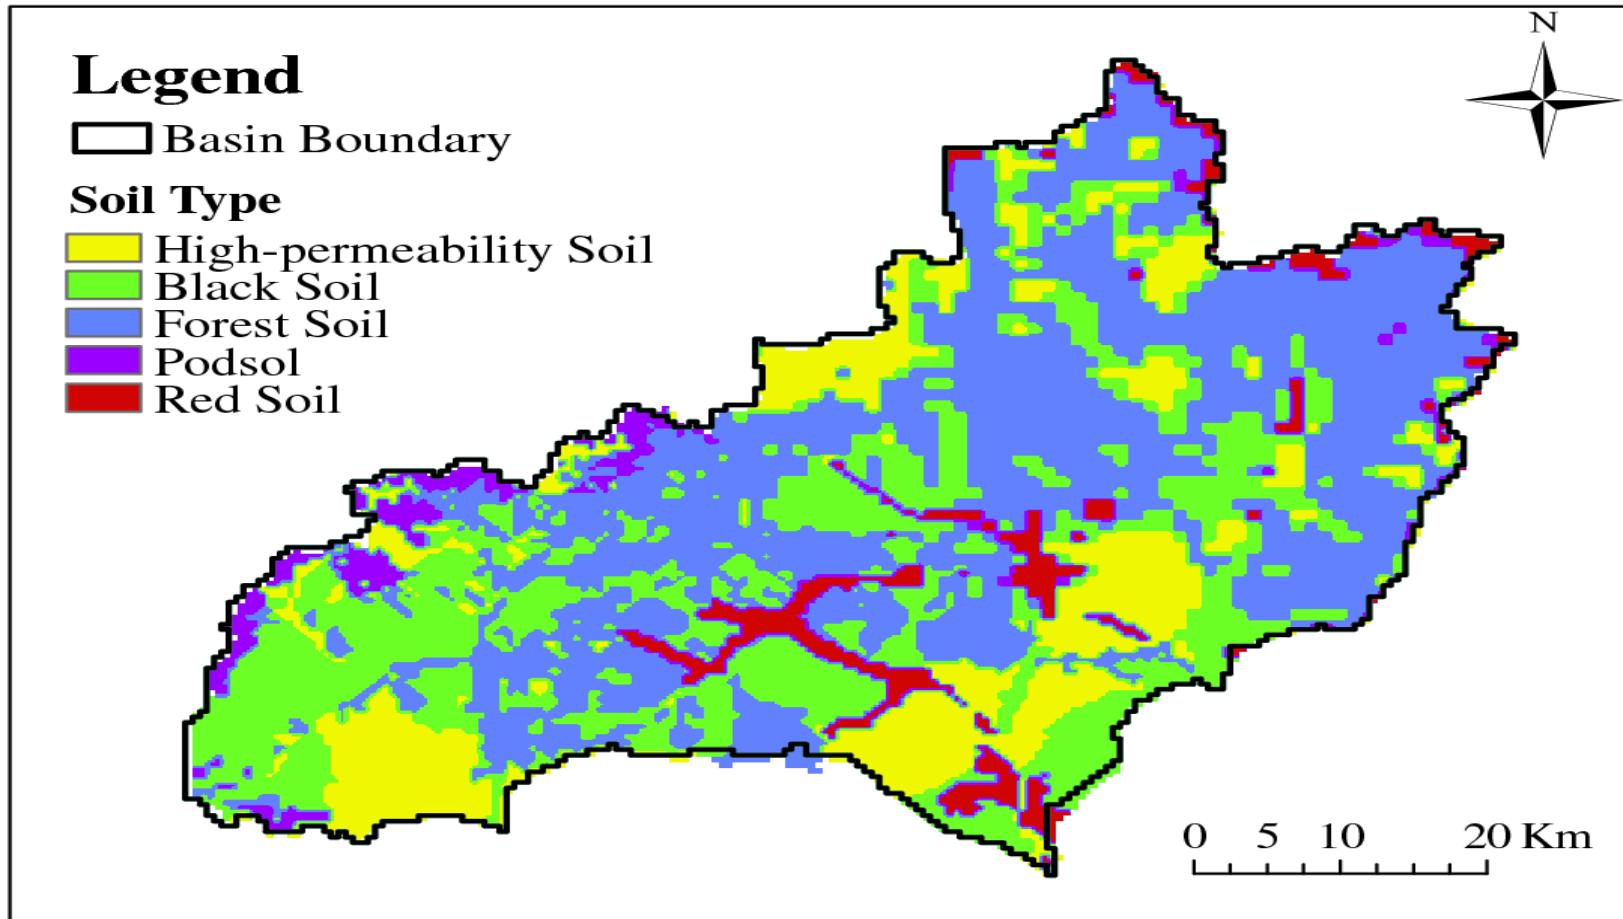 N
Legend
Basin Boundary
Soil Type
High-permeability Soil
Black Soil
Forest Soil
Podsol
Red Soil
0 5 10 20 Km